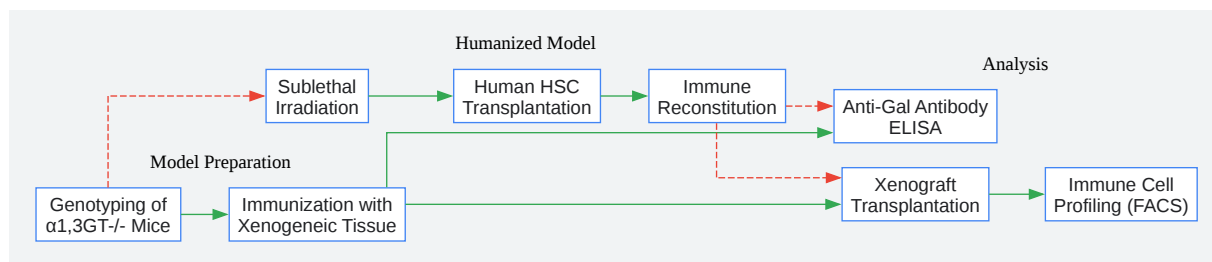 Humanized Model
Analysis
Sublethal
Irradiation
Human HSC
Transplantation
Immune
Reconstitution
Anti-Gal Antibody
ELISA
Model Preparation
Genotyping of
α1,3GT-/- Mice
Immunization with
Xenogeneic Tissue
Xenograft
Transplantation
Immune Cell
Profiling (FACS)